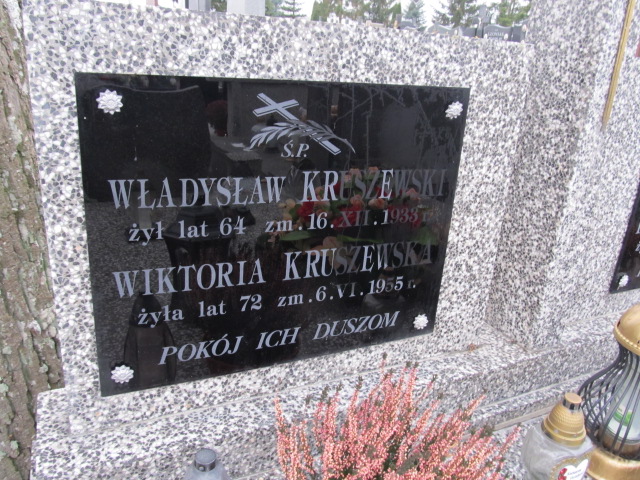 Ś.P.
WŁADYSŁAW KRUSZEWSKI
żył lat 64 zm. 16. XII. 1938 r.
WIKTORIA KRUSZEWSKA
żyła lat 72 zm. 6. VI. 1955 r.
POKÓJ ICH DUSZOM